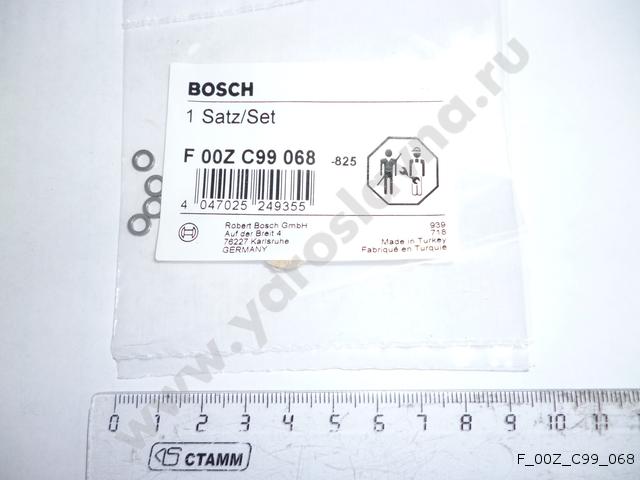 BOSCH
1 Satz/Set
F 00Z C99 068 -825
4 047025 249355
Robert Bosch GmbH
Auf der Breit 4
76227 Karlsruhe
GERMANY
939
718
Made in Turkey
Fabriqué en Turquie
www.yaroslavna.ru
0 1 2 3 4 5 6 7 8 9 10 11
СТАММ
F_00Z_C99_068